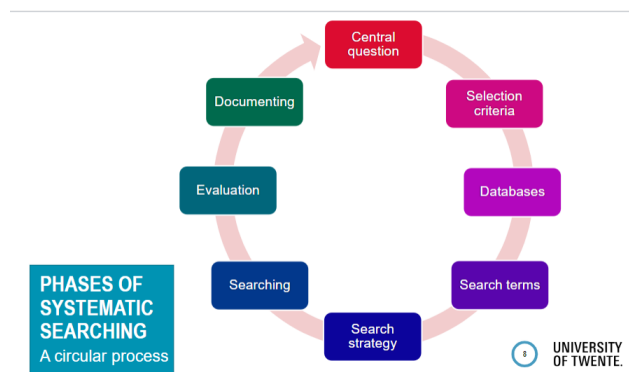 Central
question
Selection
criteria
Databases
Search terms
Search
strategy
Searching
Evaluation
Documenting
PHASES OF
SYSTEMATIC
SEARCHING
A circular process
8
UNIVERSITY
OF TWENTE.